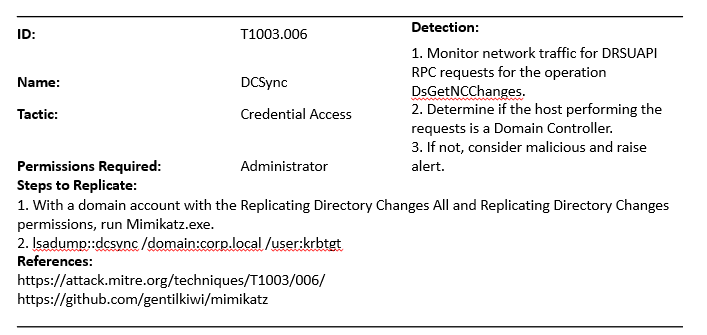 ID: T1003.006
Name: DCSync
Tactic: Credential Access
Permissions Required: Administrator
Detection:
1. Monitor network traffic for DRSUAPI
RPC requests for the operation
DsGetNCChanges.
2. Determine if the host performing the
requests is a Domain Controller.
3. If not, consider malicious and raise
alert.
Steps to Replicate:
1. With a domain account with the Replicating Directory Changes All and Replicating Directory Changes
permissions, run Mimikatz.exe.
2. lsadump::dcsync /domain:corp.local /user:krbtgt
References:
https://attack.mitre.org/techniques/T1003/006/
https://github.com/gentilkiwi/mimikatz